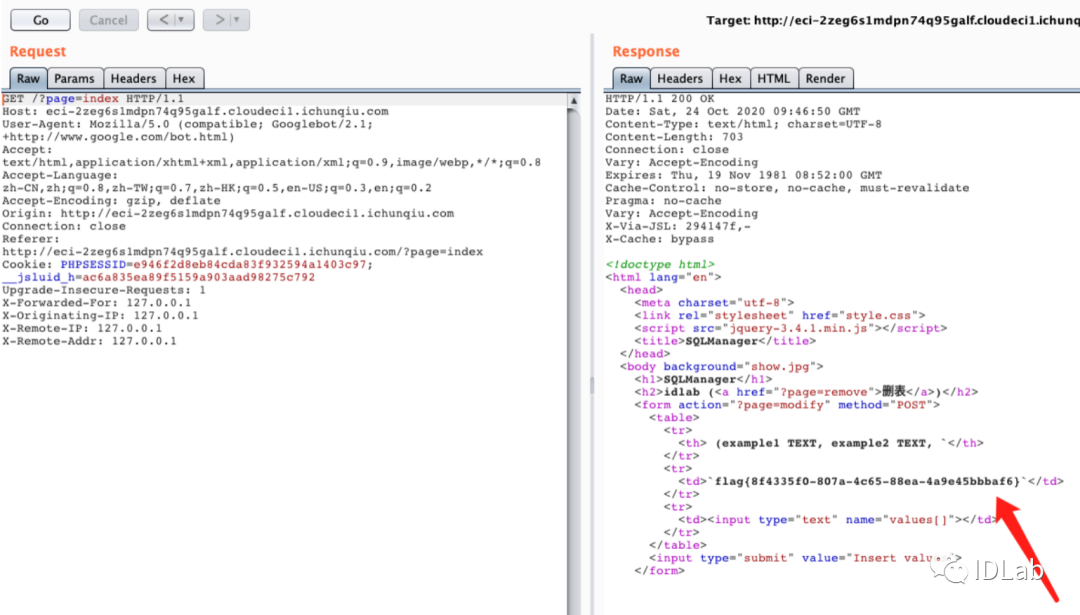 Go Cancel < > Target: http://eci-2zeg6s1mdpn74q95galf.cloudeci1.ichunq
Request
Raw Params Headers Hex
GET /?page=index HTTP/1.1
Host: eci-2zeg6s1mdpn74q95galf.cloudeci1.ichunqiu.com
User-Agent: Mozilla/5.0 (compatible; Googlebot/2.1;
+http://www.google.com/bot.html)
Accept:
text/html,application/xhtml+xml,application/xml;q=0.9,image/webp,*/*;q=0.8
Accept-Language:
zh-CN,zh;q=0.8,zh-TW;q=0.7,zh-HK;q=0.5,en-US;q=0.3,en;q=0.2
Accept-Encoding: gzip, deflate
Origin: http://eci-2zeg6s1mdpn74q95galf.cloudeci1.ichunqiu.com
Connection: close
Referer:
http://eci-2zeg6s1mdpn74q95galf.cloudeci1.ichunqiu.com/?page=index
Cookie: PHPSESSID=e946f2d8eb84cda83f932594a1403c97;
__jsluid_h=ac6a835ea89f5159a903aad98275c792
Upgrade-Insecure-Requests: 1
X-Forwarded-For: 127.0.0.1
X-Originating-IP: 127.0.0.1
X-Remote-IP: 127.0.0.1
X-Remote-Addr: 127.0.0.1
Response
Raw Headers Hex HTML Render
HTTP/1.1 200 OK
Date: Sat, 24 Oct 2020 09:46:50 GMT
Content-Type: text/html; charset=UTF-8
Content-Length: 703
Connection: close
Vary: Accept-Encoding
Expires: Thu, 19 Nov 1981 08:52:00 GMT
Cache-Control: no-store, no-cache, must-revalidate
Pragma: no-cache
Vary: Accept-Encoding
X-Via-JSL: 294147f,-
X-Cache: bypass
<!doctype html>
<html lang="en">
<head>
<meta charset="utf-8">
<link rel="stylesheet" href="style.css">
<script src="jquery-3.4.1.min.js"></script>
<title>SQLManager</title>
</head>
<body background="show.jpg">
<h1>SQLManager</h1>
<h2>idlab (<a href="?page=remove">删表</a>)</h2>
<form action="?page=modify" method="POST">
<table>
<tr>
<th> (example1 TEXT, example2 TEXT, `</th>
</tr>
<tr>
<td>`flag{8f4335f0-807a-4c65-88ea-4a9e45bbbaf6}`</td>
</tr>
<tr>
<td><input type="text" name="values[]"></td>
</tr>
</table>
<input type="submit" value="Insert
</form>
IDLab